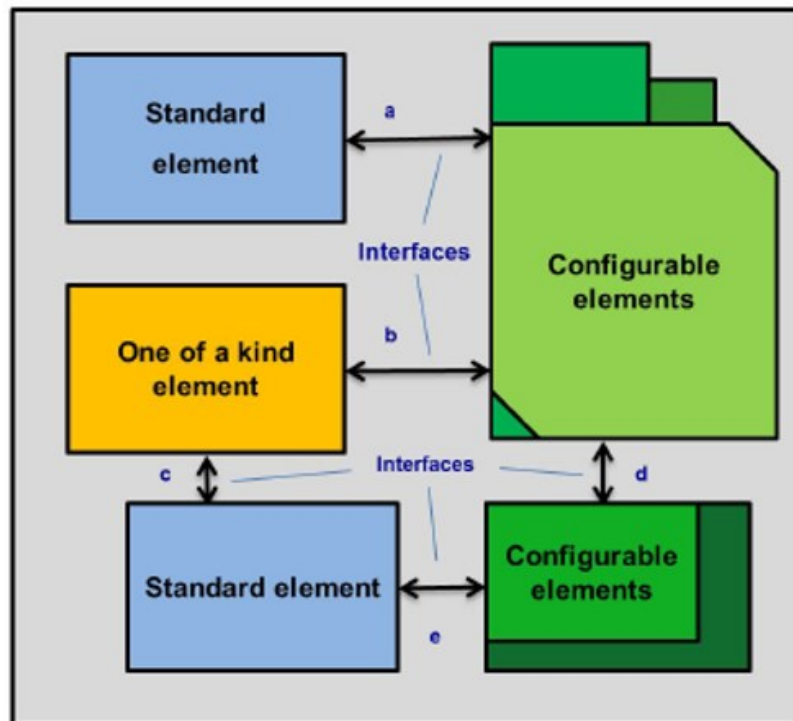 Standard
element
a
Interfaces
Configurable
elements
One of a kind
element
b
Interfaces
c
d
Standard element
Configurable
elements
e